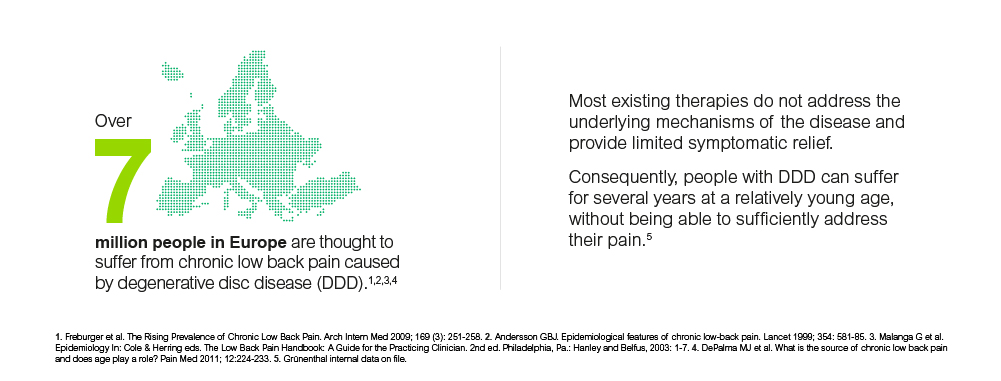 Over
7
million people in Europe are thought to
suffer from chronic low back pain caused
by degenerative disc disease (DDD).1,2,3,4
Most existing therapies do not address the
underlying mechanisms of the disease and
provide limited symptomatic relief.
Consequently, people with DDD can suffer
for several years at a relatively young age,
without being able to sufficiently address
their pain.5
1. Freburger et al. The Rising Prevalence of Chronic Low Back Pain. Arch Intern Med 2009; 169 (3): 251-258. 2. Andersson GBJ. Epidemiological features of chronic low-back pain. Lancet 1999; 354: 581-85. 3. Malanga G et al.
Epidemiology In: Cole & Herring eds. The Low Back Pain Handbook: A Guide for the Practicing Clinician. 2nd ed. Philadelphia, Pa.: Hanley and Belfus, 2003: 1-7. 4. DePalma MJ et al. What is the source of chronic low back pain
and does age play a role? Pain Med 2011; 12:224-233. 5. Grünenthal internal data on file.